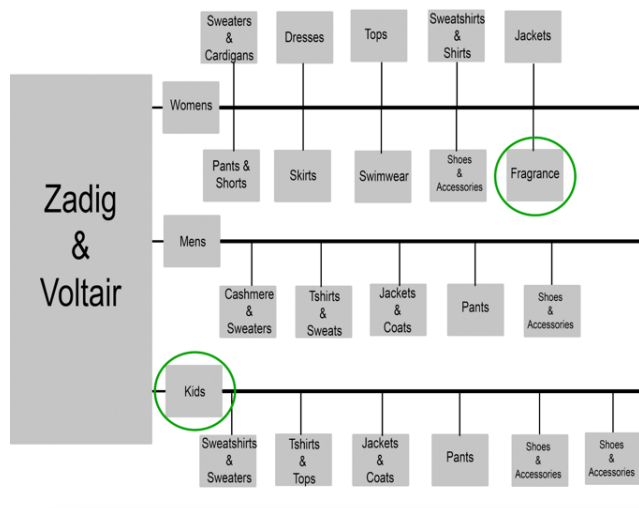 Sweaters
&
Cardigans
Dresses
Tops
Sweatshirts
&
Shirts
Jackets
Womens
Pants &
Shorts
Skirts
Swimwear
Shoes
&
Accessories
Fragrance
Zadig
&
Voltair
Mens
Cashmere
&
Sweaters
Tshirts
&
Sweats
Jackets
&
Coats
Pants
Shoes
&
Accessories
Kids
Sweatshirts
&
Sweaters
Tshirts
&
Tops
Jackets
&
Coats
Pants
Shoes
&
Accessories
Shoes
&
Accessories